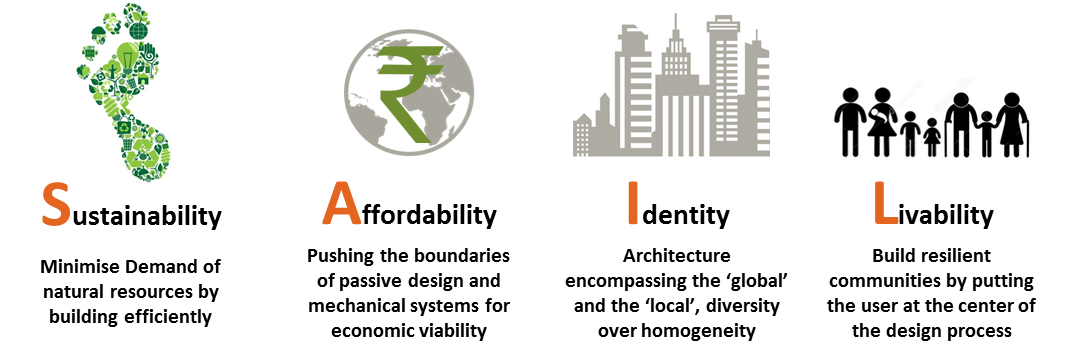 Sustainability
Minimise Demand of
natural resources by
building efficiently
Affordability
Pushing the boundaries
of passive design and
mechanical systems for
economic viability
Identity
Architecture
encompassing the ‘global’
and the ‘local’, diversity
over homogeneity
Livability
Build resilient
communities by putting
the user at the center of
the design process